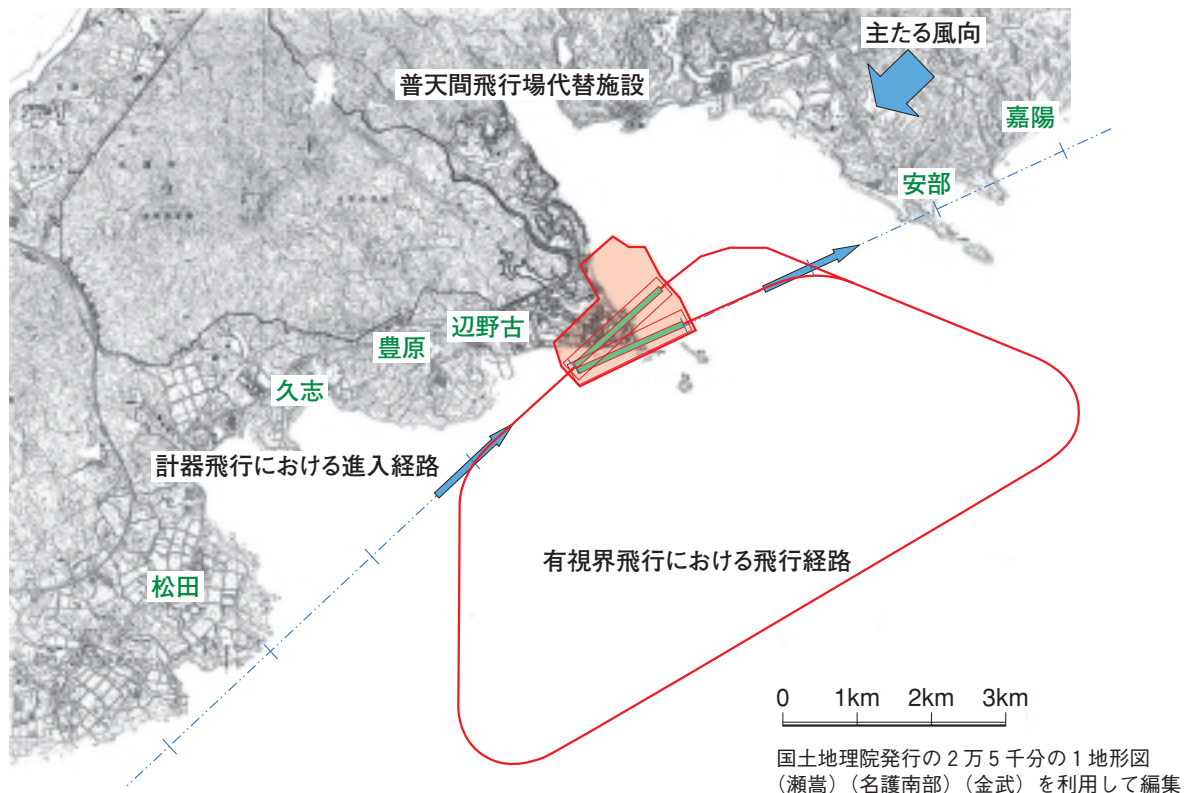 主たる風向
普天間飛行場代替施設
嘉陽
安部
辺野古
豊原
久志
計器飛行における進入経路
有視界飛行における飛行経路
松田
0 1km 2km 3km
国土地理院発行の2万5千分の1地形図
(瀬嵩)(名護南部)(金武)を利用して編集